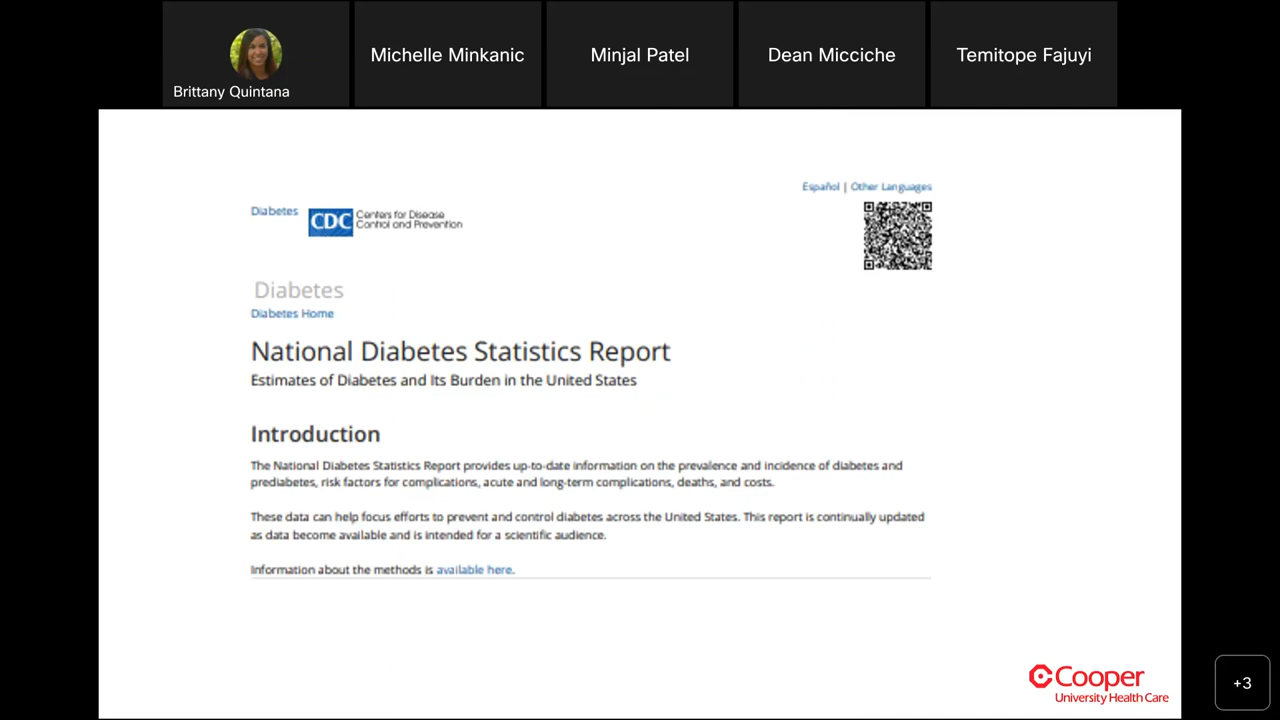 Brittany Quintana
Michelle Minkanic
Minjal Patel
Dean Micciche
Temitope Fajuyi
Español | Other Languages
Diabetes
CDC Centers for Disease
Control and Prevention
Diabetes
Diabetes Home
National Diabetes Statistics Report
Estimates of Diabetes and Its Burden in the United States
Introduction
The National Diabetes Statistics Report provides up-to-date information on the prevalence and incidence of diabetes and
prediabetes, risk factors for complications, acute and long-term complications, deaths, and costs.
These data can help focus efforts to prevent and control diabetes across the United States. This report is continually updated
as data become available and is intended for a scientific audience.
Information about the methods is available here.
Cooper
University Health Care
+3